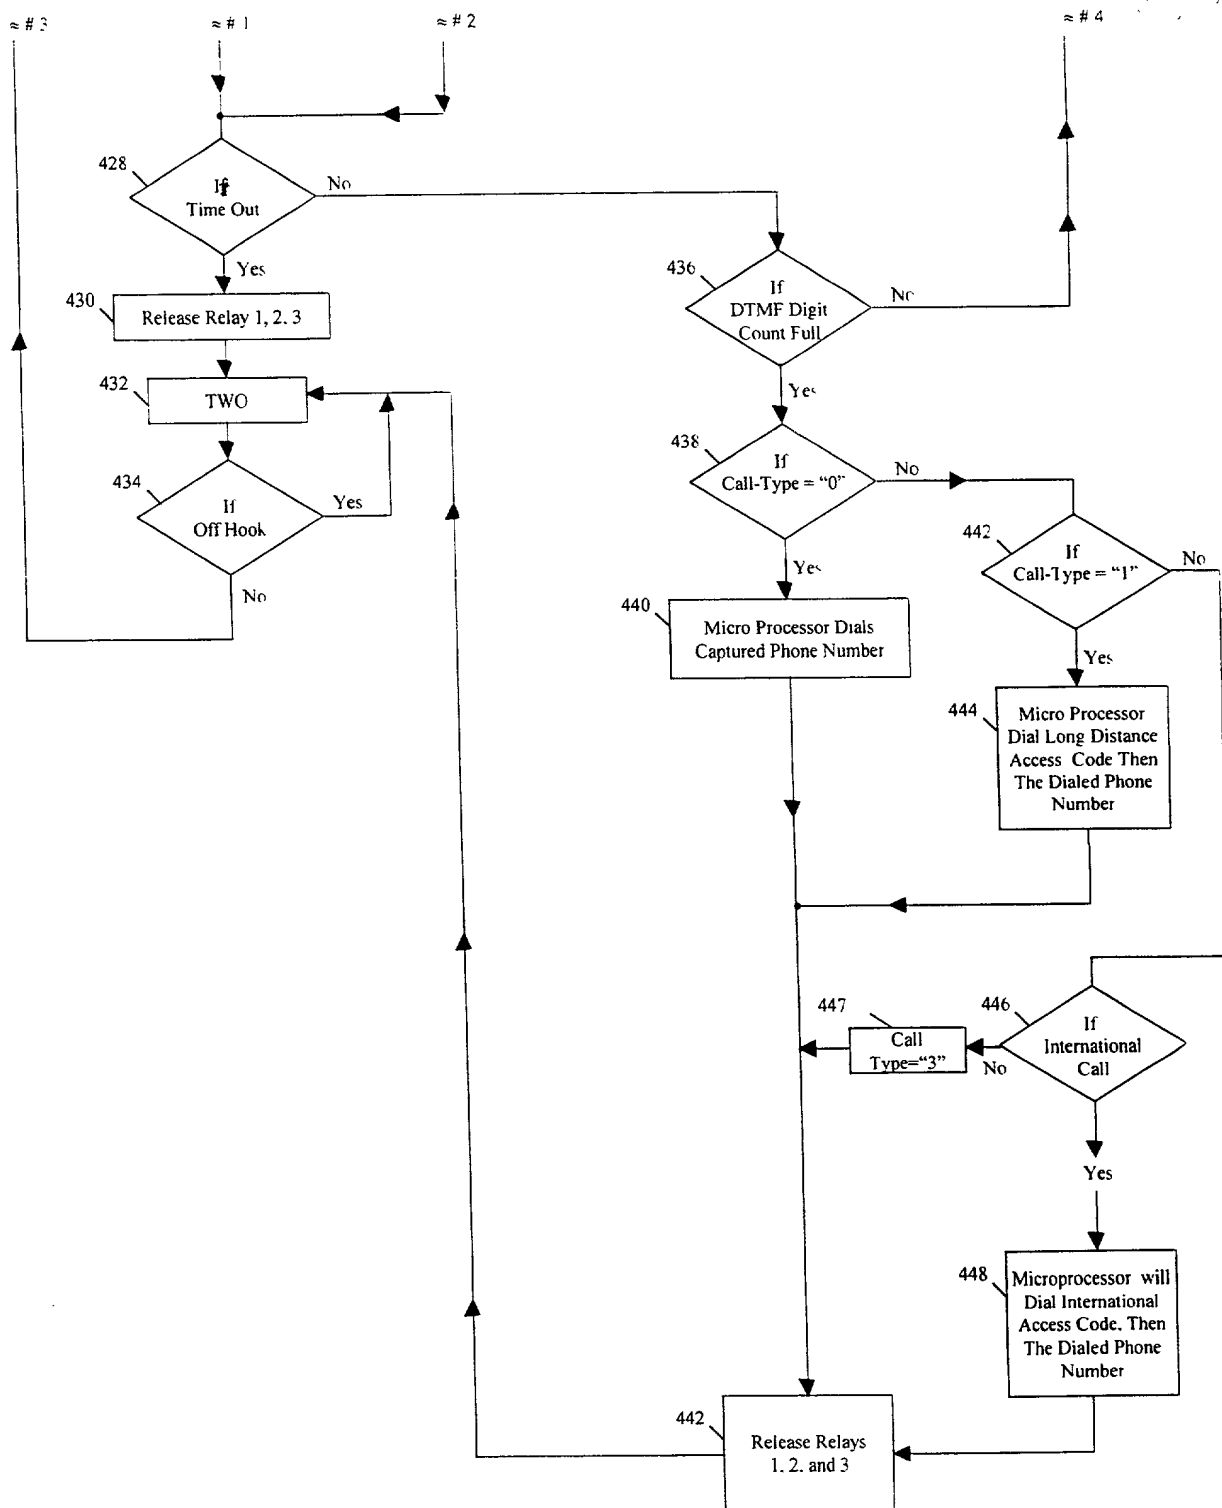 ≈ # 3
≈ # 1
≈ # 2
≈ # 4
428
If
Time Out
No
Yes
430
Release Relay 1, 2, 3
432
TWO
434
If
Off Hook
Yes
No
436
If
DTMF Digit
Count Full
No
Yes
438
If
Call-Type = “0”
No
Yes
440
Micro Processor Dials
Captured Phone Number
442
If
Call-Type = “1”
No
Yes
444
Micro Processor
Dial Long Distance
Access Code Then
The Dialed Phone
Number
446
If
International
Call
No
447
Call
Type=“3”
Yes
448
Microprocessor will
Dial International
Access Code, Then
The Dialed Phone
Number
442
Release Relays
1, 2, and 3